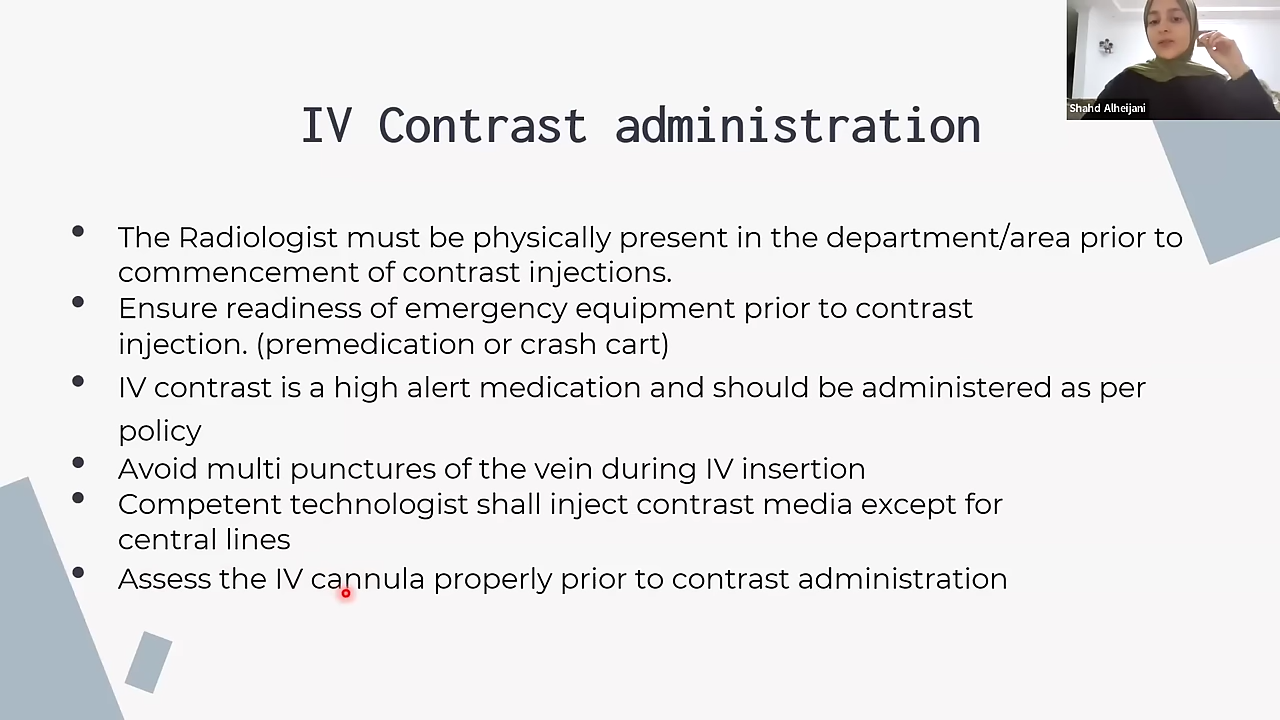 Shahd Alheijani
IV Contrast administration
• The Radiologist must be physically present in the department/area prior to
commencement of contrast injections.
• Ensure readiness of emergency equipment prior to contrast
injection. (premedication or crash cart)
• IV contrast is a high alert medication and should be administered as per
policy
• Avoid multi punctures of the vein during IV insertion
• Competent technologist shall inject contrast media except for
central lines
• Assess the IV cannula properly prior to contrast administration